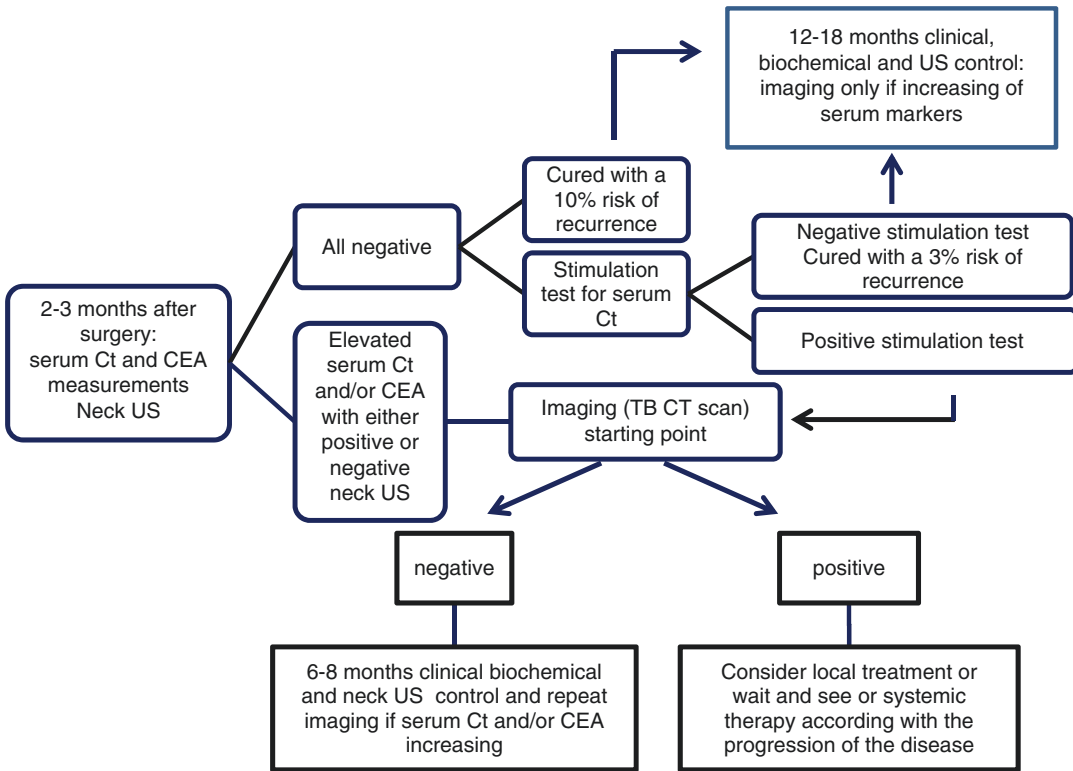 12-18 months clinical,
biochemical and US control:
imaging only if increasing of
serum markers
Cured with a
10% risk of
recurrence
All negative
Stimulation
test for serum
Ct
Negative stimulation test
Cured with a 3% risk of
recurrence
Positive stimulation test
2-3 months after
surgery:
serum Ct and CEA
measurements
Neck US
Elevated
serum Ct
and/or CEA
with either
positive or
negative
neck US
Imaging (TB CT scan)
starting point
negative
positive
6-8 months clinical biochemical
and neck US control and repeat
imaging if serum Ct and/or CEA
increasing
Consider local treatment or
wait and see or systemic
therapy according with the
progression of the disease